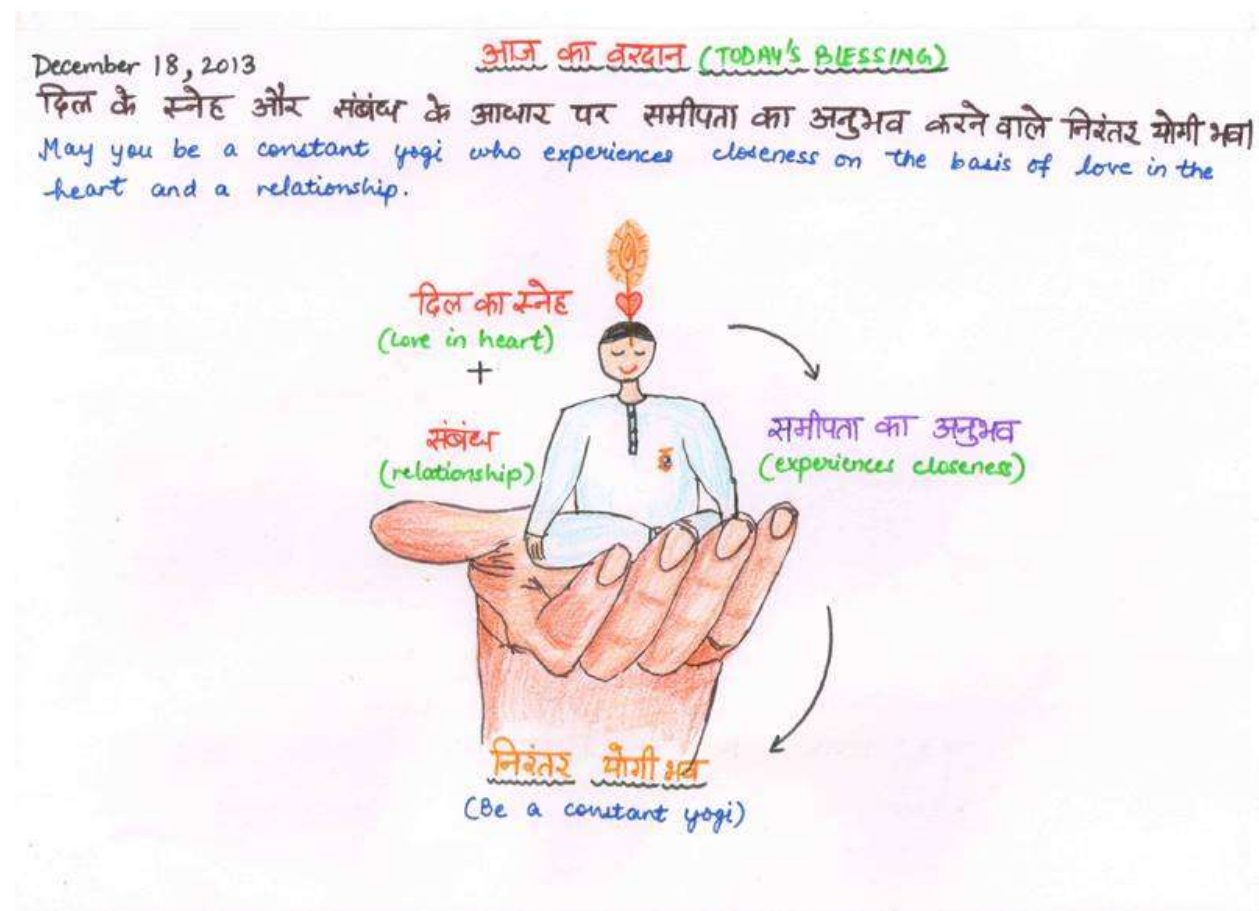 December 18, 2013
आज का वरदान (TODAY'S BLESSING)
दिल के स्नेह और संबंध के आधार पर समीपता का अनुभव करने वाले निरंतर योगी भव।
May you be a constant yogi who experiences closeness on the basis of love in the
heart and a relationship.
दिल का स्नेह
(Love in heart)
+
संबंध
(relationship)
समीपता का अनुभव
(experiences closeness)
निरंतर योगी भव
(Be a constant yogi)